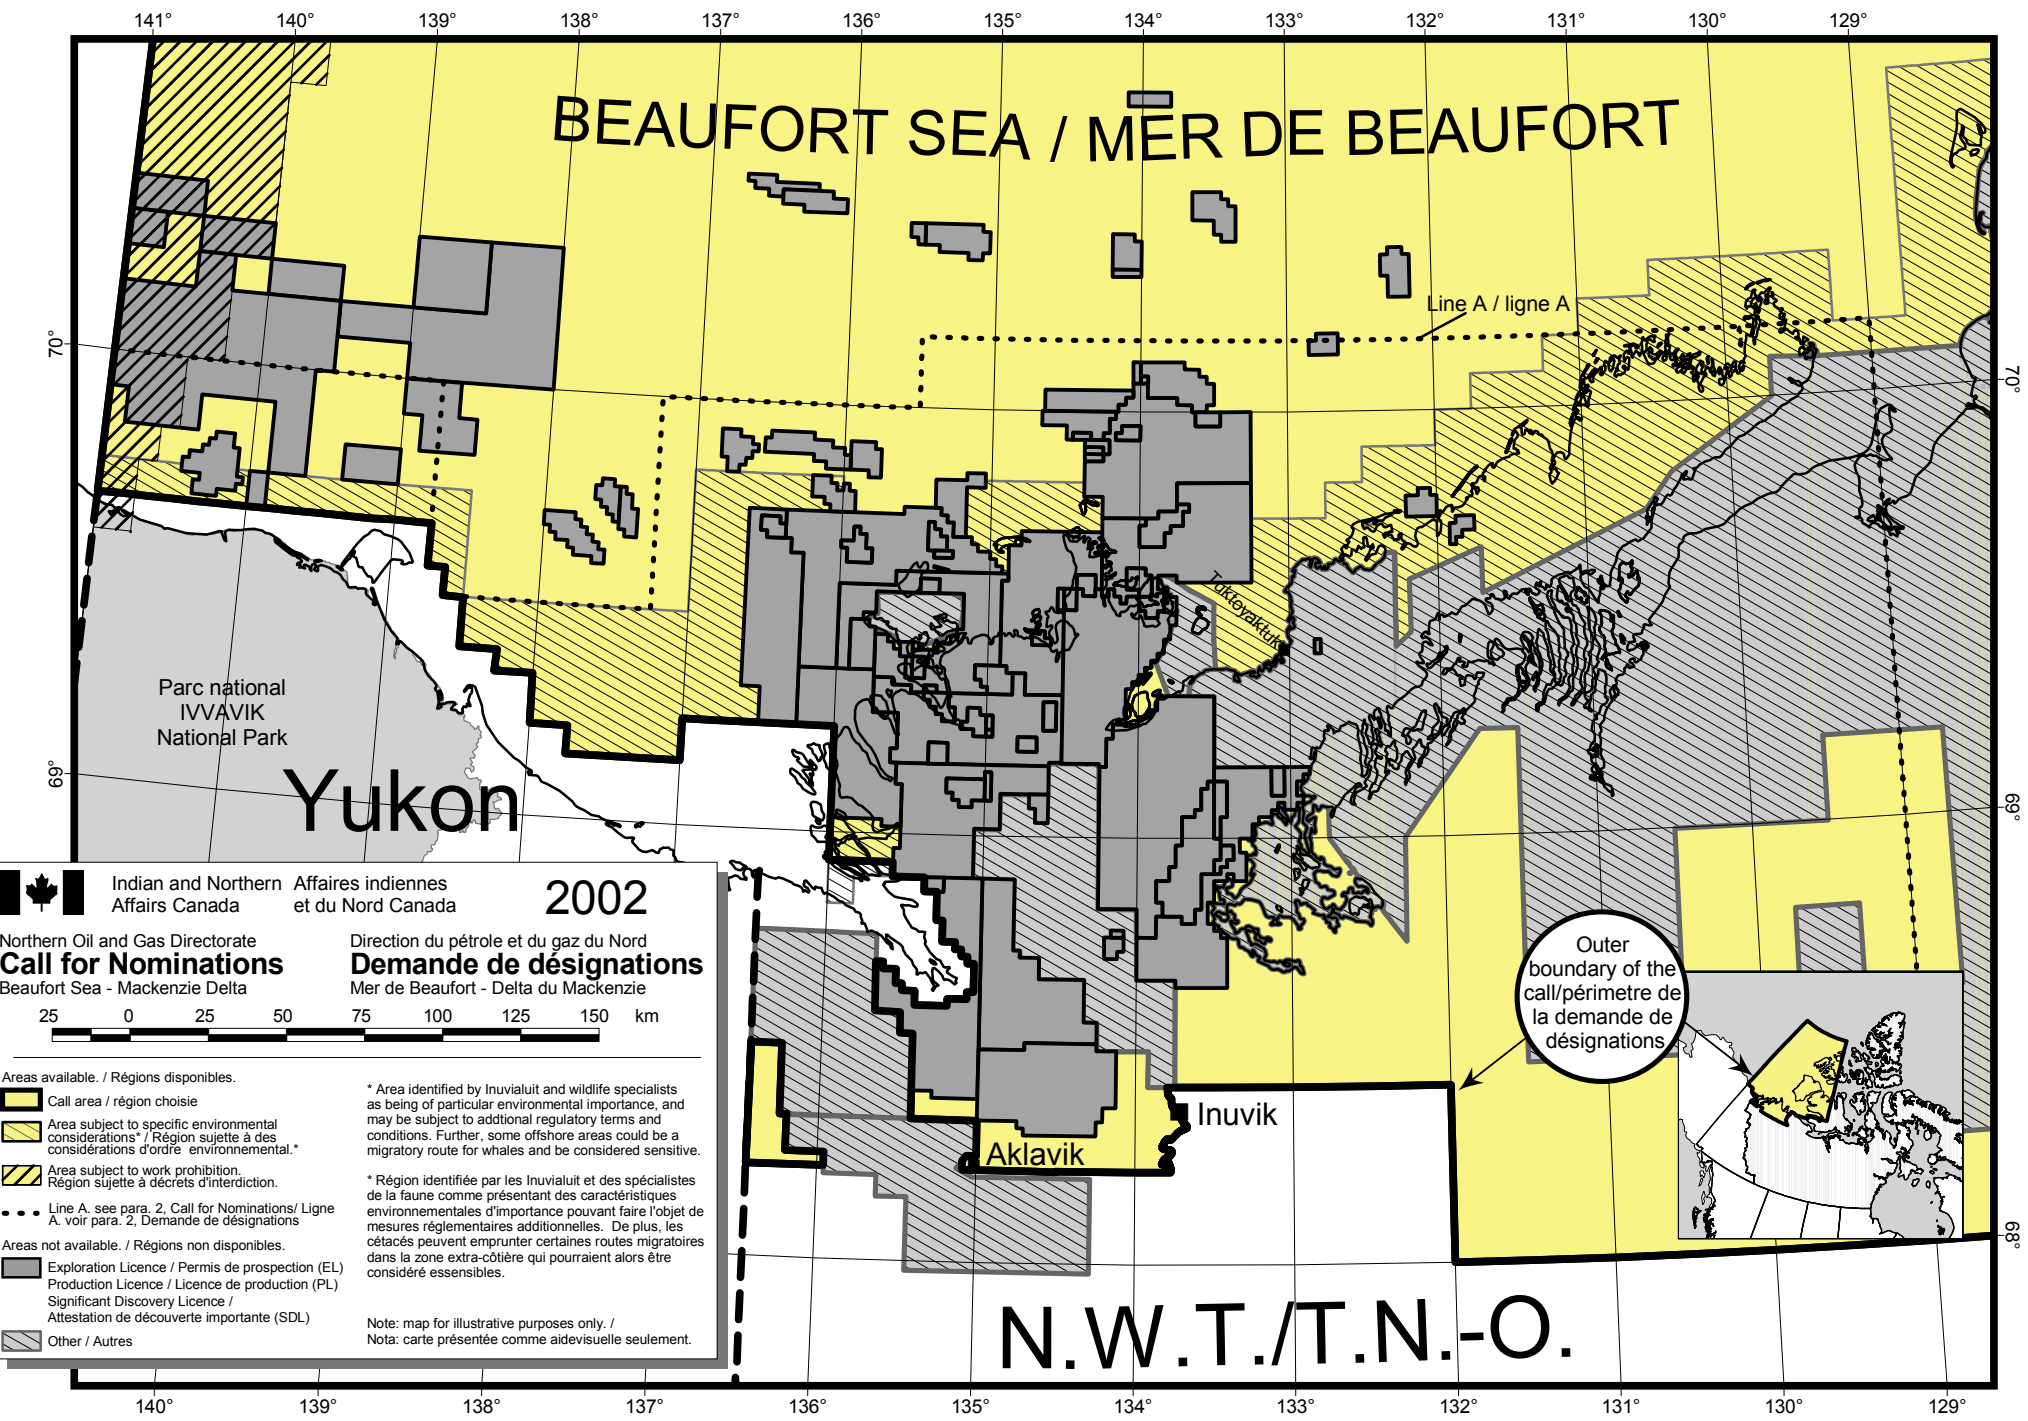 141° 140° 139° 138° 137° 136° 135° 134° 133° 132° 131° 130° 129°
BEAUFORT SEA / MER DE BEAUFORT
Line A / ligne A
70°
70°
Tuktoyaktuk
Parc national
IVVAVIK
National Park
69°
69°
Yukon
Indian and Northern
Affairs Canada
Affaires indiennes
et du Nord Canada
2002
Northern Oil and Gas Directorate
Call for Nominations
Beaufort Sea - Mackenzie Delta
Direction du pétrole et du gaz du Nord
Demande de désignations
Mer de Beaufort - Delta du Mackenzie
25 0 25 50 75 100 125 150 km
Areas available. / Régions disponibles.
Call area / région choisie
Area subject to specific environmental
considerations* / Région sujette à des
considérations d'ordre environnemental.*
Area subject to work prohibition.
Région sujette à décrets d'interdiction.
Line A. see para. 2, Call for Nominations/ Ligne
A. voir para. 2, Demande de désignations
Areas not available. / Régions non disponibles.
Exploration Licence / Permis de prospection (EL)
Production Licence / Licence de production (PL)
Significant Discovery Licence /
Attestation de découverte importante (SDL)
Other / Autres
* Area identified by Inuvialuit and wildlife specialists
as being of particular environmental importance, and
may be subject to addtional regulatory terms and
conditions. Further, some offshore areas could be a
migratory route for whales and be considered sensitive.
* Région identifiée par les Inuvialuit et des spécialistes
de la faune comme présentant des caractéristiques
environnementales d'importance pouvant faire l'objet de
mesures réglementaires additionnelles. De plus, les
cétacés peuvent emprunter certaines routes migratoires
dans la zone extra-côtière qui pourraient alors être
considéré essensibles.
Note: map for illustrative purposes only. /
Nota: carte présentée comme aidevisuelle seulement.
Outer
boundary of the
call/périmetre de
la demande de
désignations
Inuvik
Aklavik
68°
N.W.T./T.N.-O.
140° 139° 138° 137° 136° 135° 134° 133° 132° 131° 130° 129°